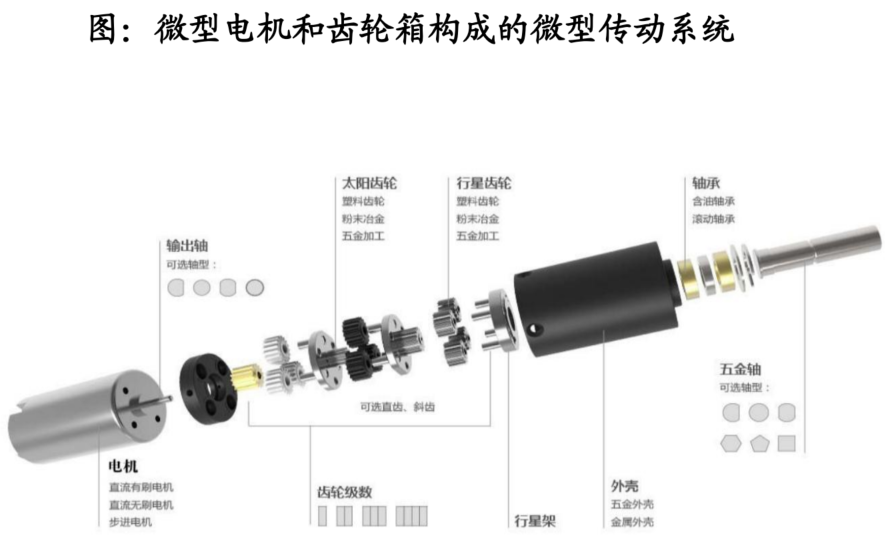 图：微型电机和齿轮箱构成的微型传动系统
太阳齿轮
塑料齿轮
粉末冶金
五金加工
行星齿轮
塑料齿轮
粉末冶金
五金加工
轴承
含油轴承
滚动轴承
输出轴
可选轴型：
五金轴
可选轴型：
可选直齿、斜齿
电机
直流有刷电机
直流无刷电机
步进电机
齿轮级数
行星架
外壳
五金外壳
金属外壳